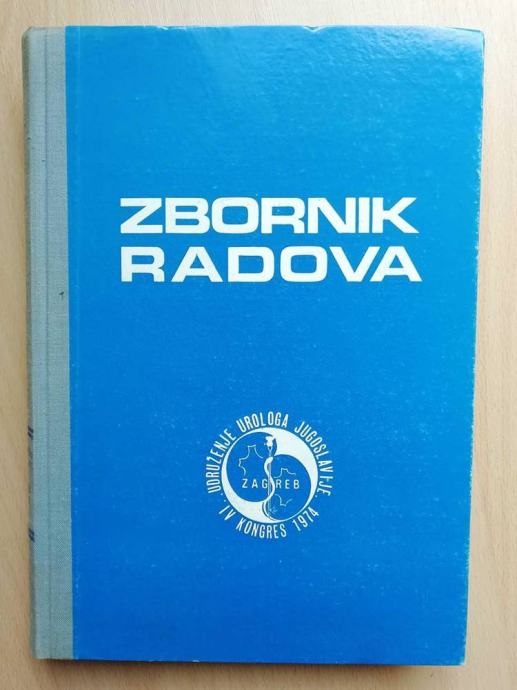 ZBORNIK
RADOVA
UDRUŽENJE UROLOGA JUGOSLAVIJE
ZAGREB
IV KONGRES 1974